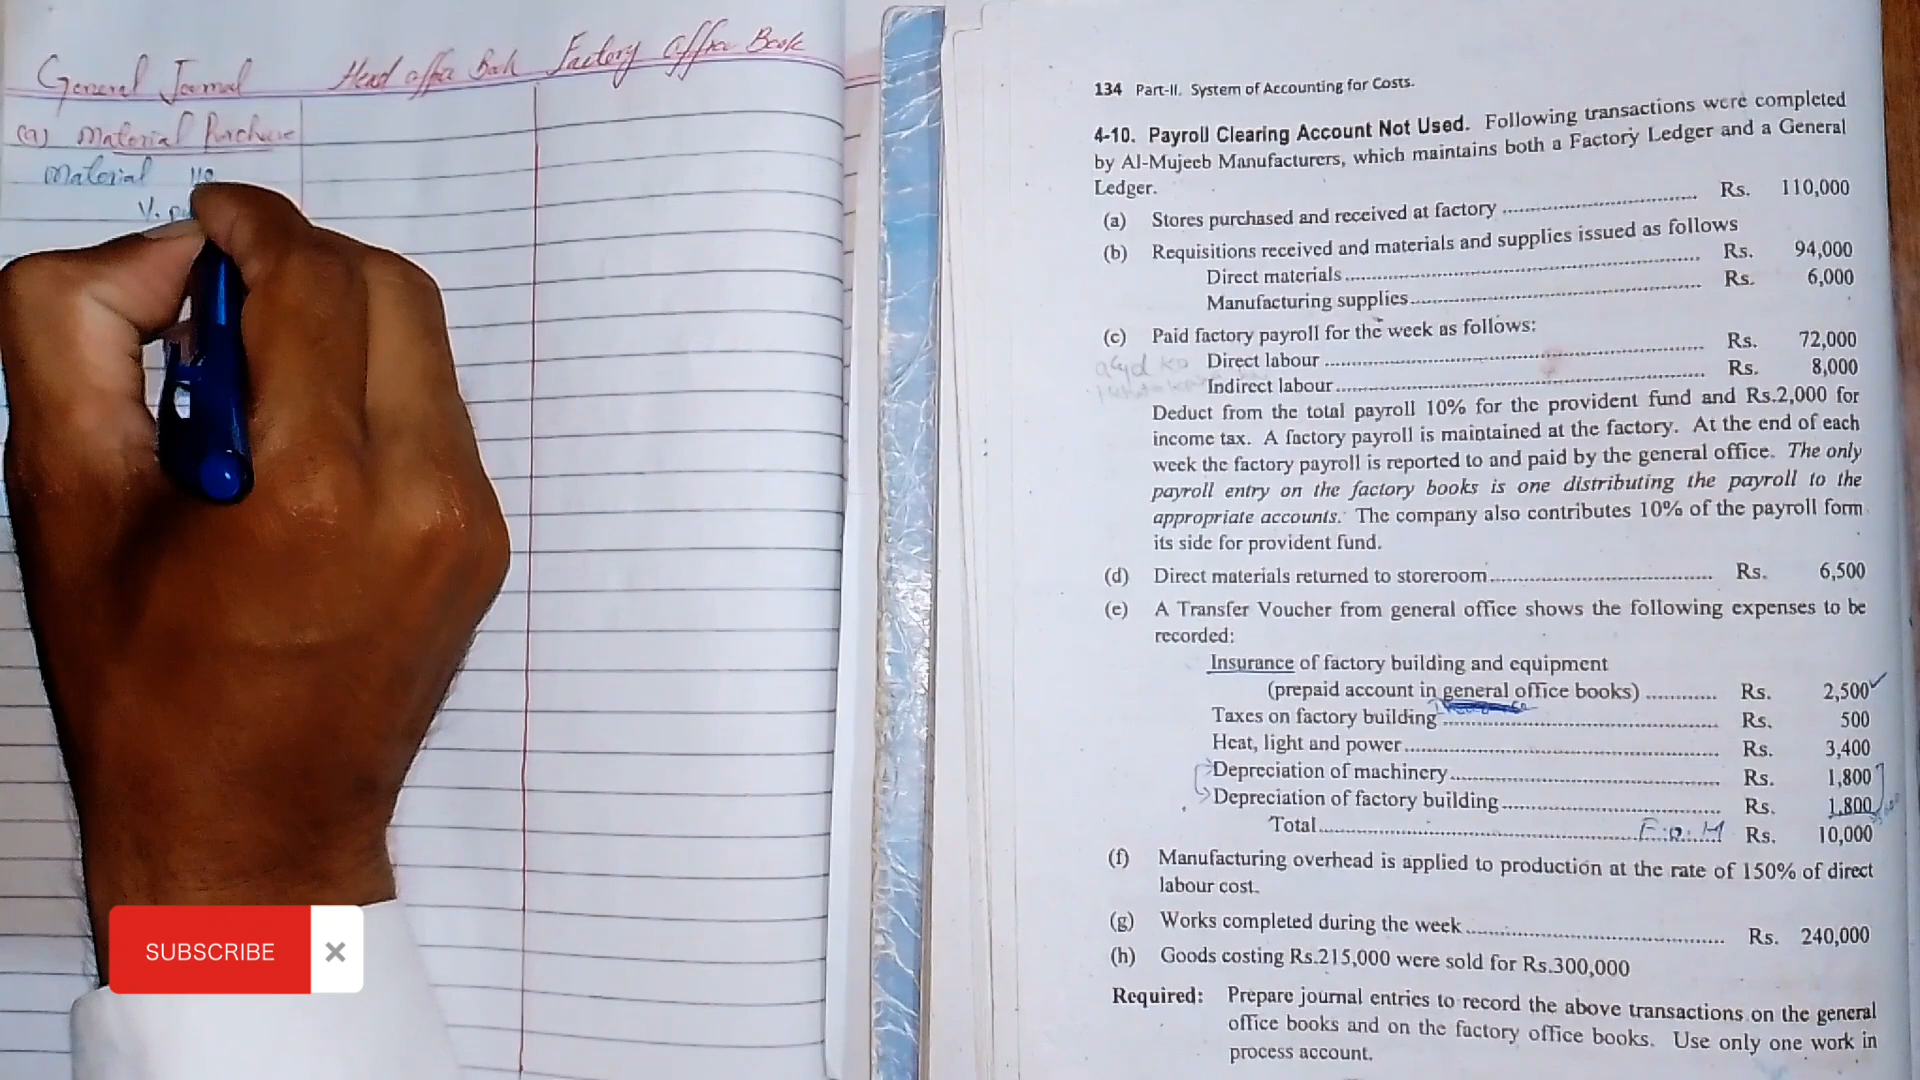 General Journal
Head office Book
Factory Office Book
(a) Material Purchase
Material 110
V. p
SUBSCRIBE
134 Part-II. System of Accounting for Costs.
4-10. Payroll Clearing Account Not Used. Following transactions were completed
by Al-Mujeeb Manufacturers, which maintains both a Factory Ledger and a General
Ledger.
(a) Stores purchased and received at factory .......... Rs. 110,000
(b) Requisitions received and materials and supplies issued as follows
Direct materials .......... Rs. 94,000
Manufacturing supplies .......... Rs. 6,000
(c) Paid factory payroll for the week as follows:
Direct labour .......... Rs. 72,000
Indirect labour .......... Rs. 8,000
Deduct from the total payroll 10% for the provident fund and Rs.2,000 for
income tax. A factory payroll is maintained at the factory. At the end of each
week the factory payroll is reported to and paid by the general office. The only
payroll entry on the factory books is one distributing the payroll to the
appropriate accounts. The company also contributes 10% of the payroll form
its side for provident fund.
(d) Direct materials returned to storeroom .......... Rs. 6,500
(e) A Transfer Voucher from general office shows the following expenses to be
recorded:
Insurance of factory building and equipment
(prepaid account in general office books) .......... Rs. 2,500
Taxes on factory building .......... Rs. 500
Heat, light and power .......... Rs. 3,400
Depreciation of machinery .......... Rs. 1,800
Depreciation of factory building .......... Rs. 1,800
Total .......... F.O.H Rs. 10,000
(f) Manufacturing overhead is applied to production at the rate of 150% of direct
labour cost.
(g) Works completed during the week .......... Rs. 240,000
(h) Goods costing Rs.215,000 were sold for Rs.300,000
Required: Prepare journal entries to record the above transactions on the general
office books and on the factory office books. Use only one work in
process account.